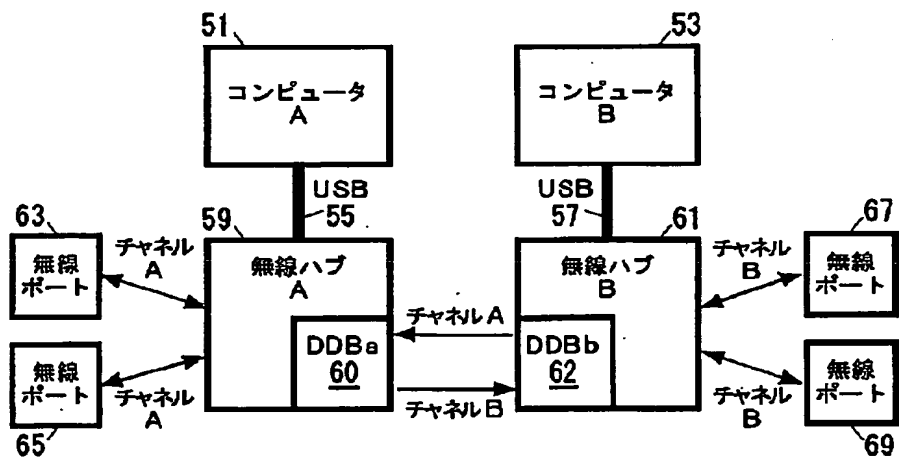 51
53
コンピュータ
A
コンピュータ
B
USB
55
USB
57
63
59
61
67
無線
ポート
チャネル
A
無線ハブ
A
無線ハブ
B
チャネル
B
無線
ポート
チャネル A
DDBa
60
DDBb
62
チャネル B
無線
ポート
チャネル
A
チャネル
B
無線
ポート
65
69